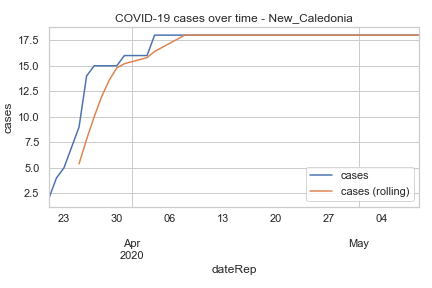 COVID-19 cases over time - New_Caledonia
cases
17.5
15.0
12.5
10.0
7.5
5.0
2.5
cases
cases (rolling)
23 30 06 13 20 27 04
Apr May
2020
dateRep